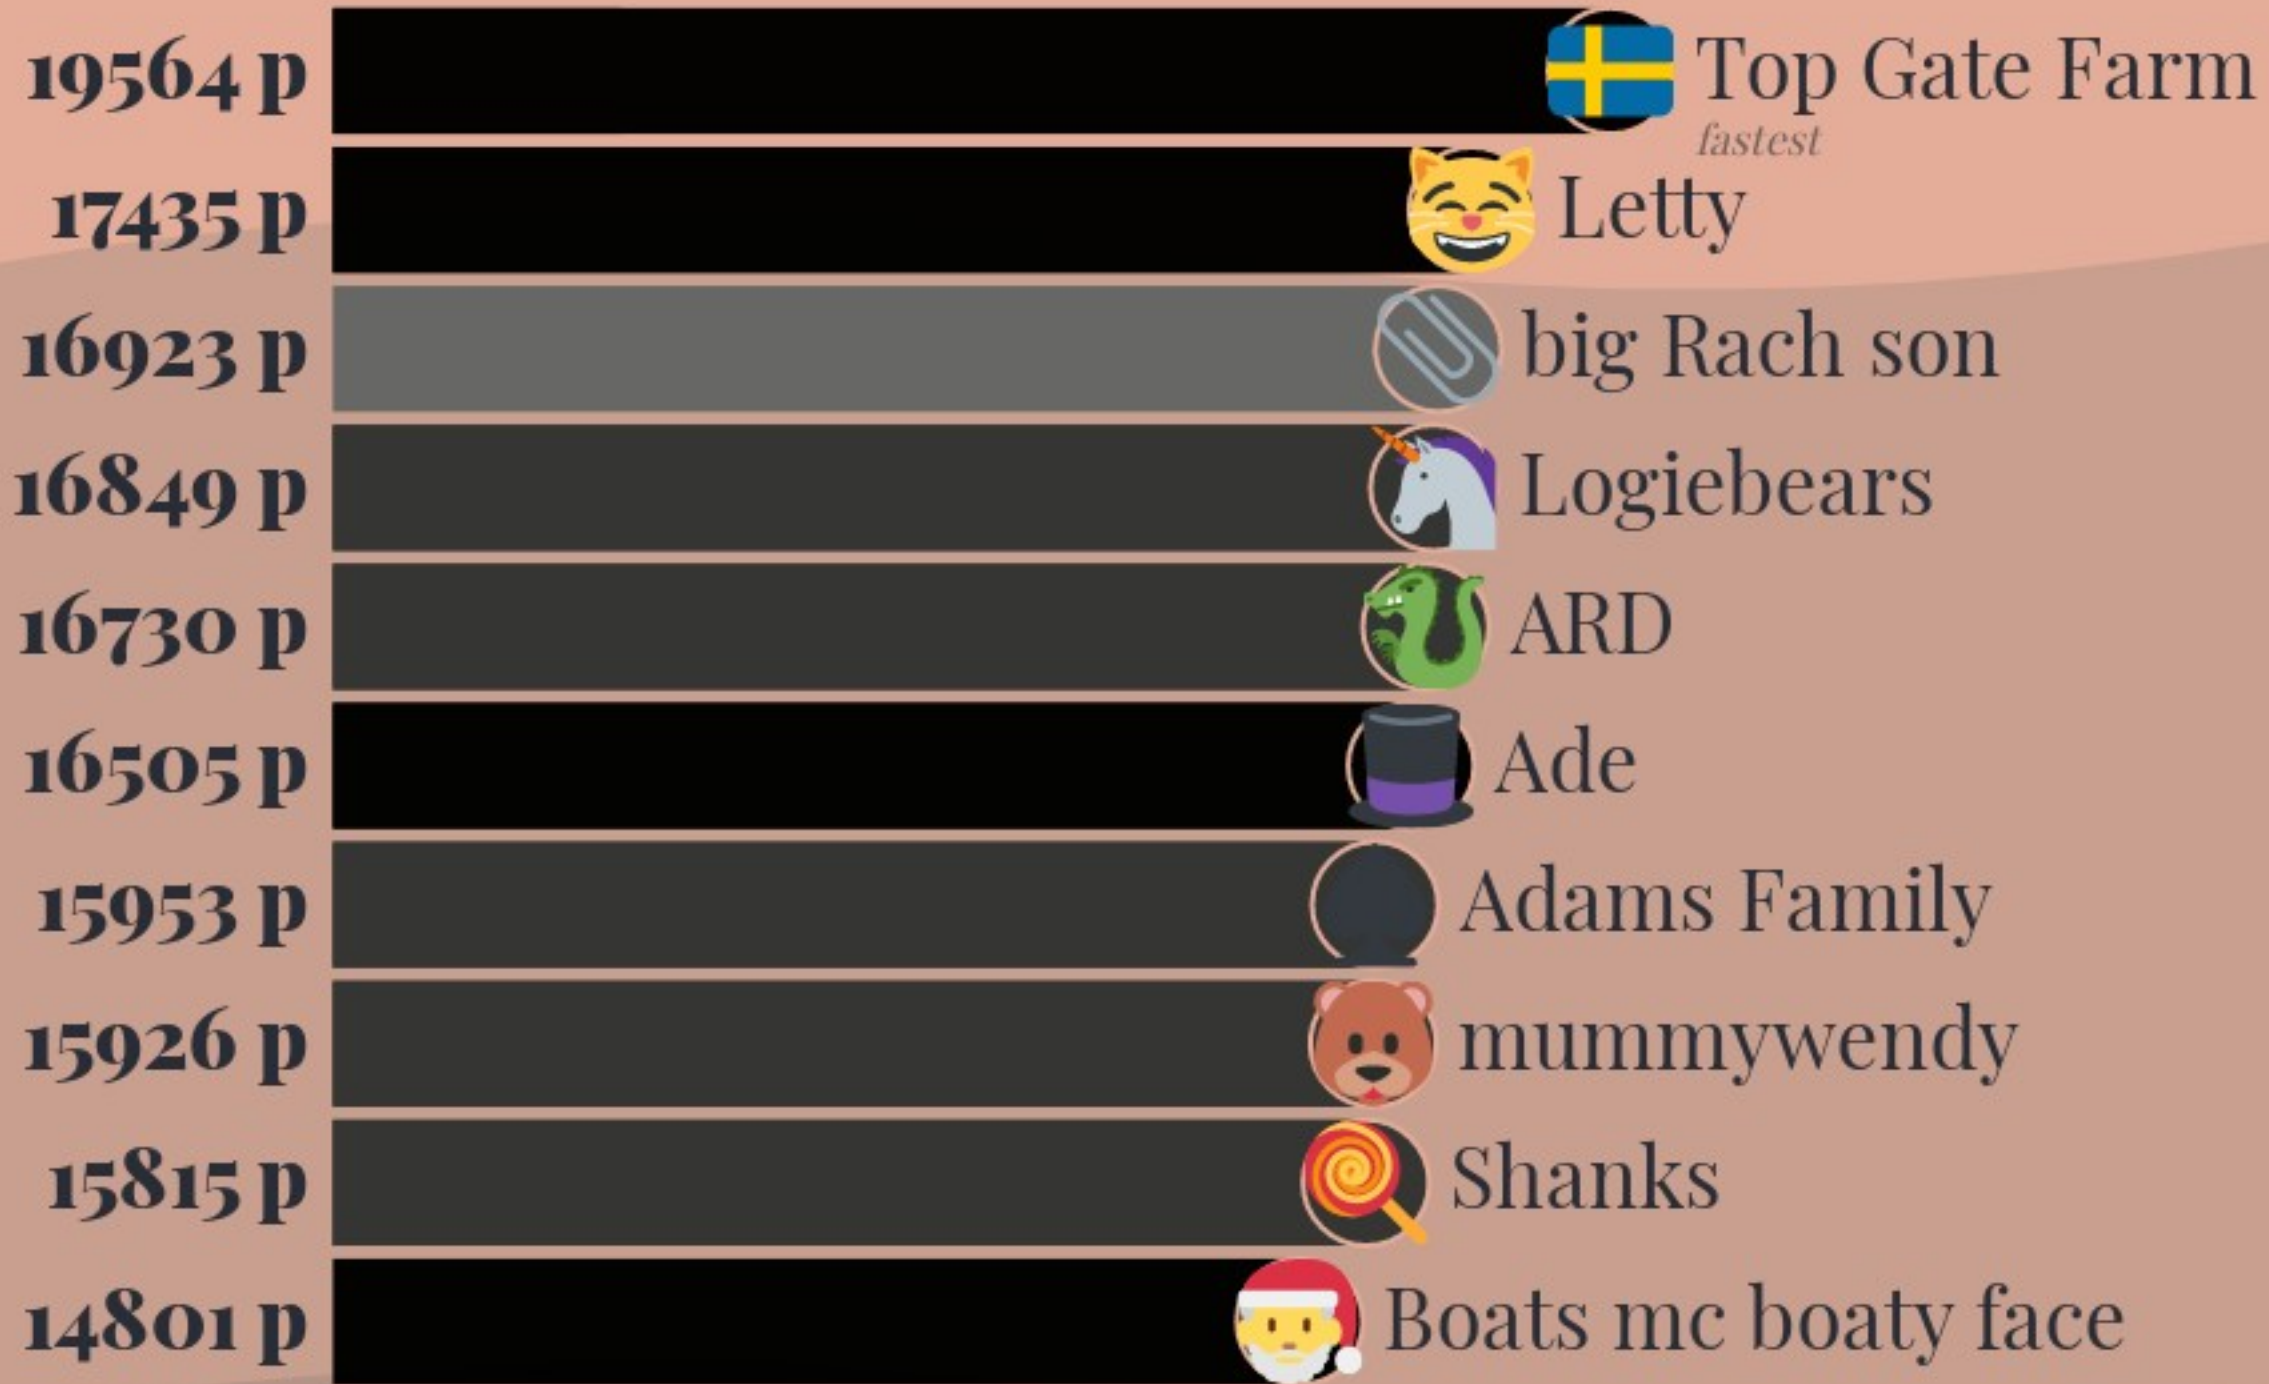 19564 p Top Gate Farm
fastest
17435 p Letty
16923 p big Rach son
16849 p Logiebears
16730 p ARD
16505 p Ade
15953 p Adams Family
15926 p mummywendy
15815 p Shanks
14801 p Boats mc boaty face